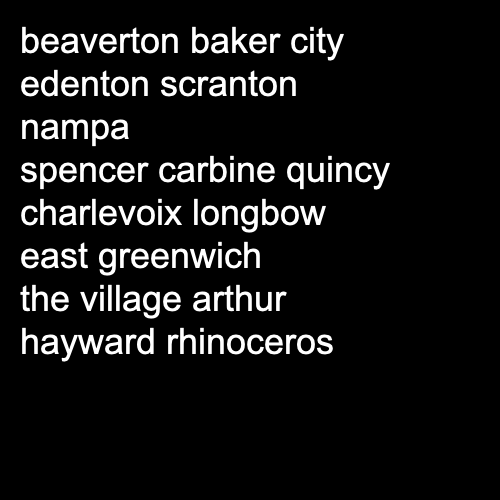 beaverton baker city
edenton scranton
nampa
spencer carbine quincy
charlevoix longbow
east greenwich
the village arthur
hayward rhinoceros